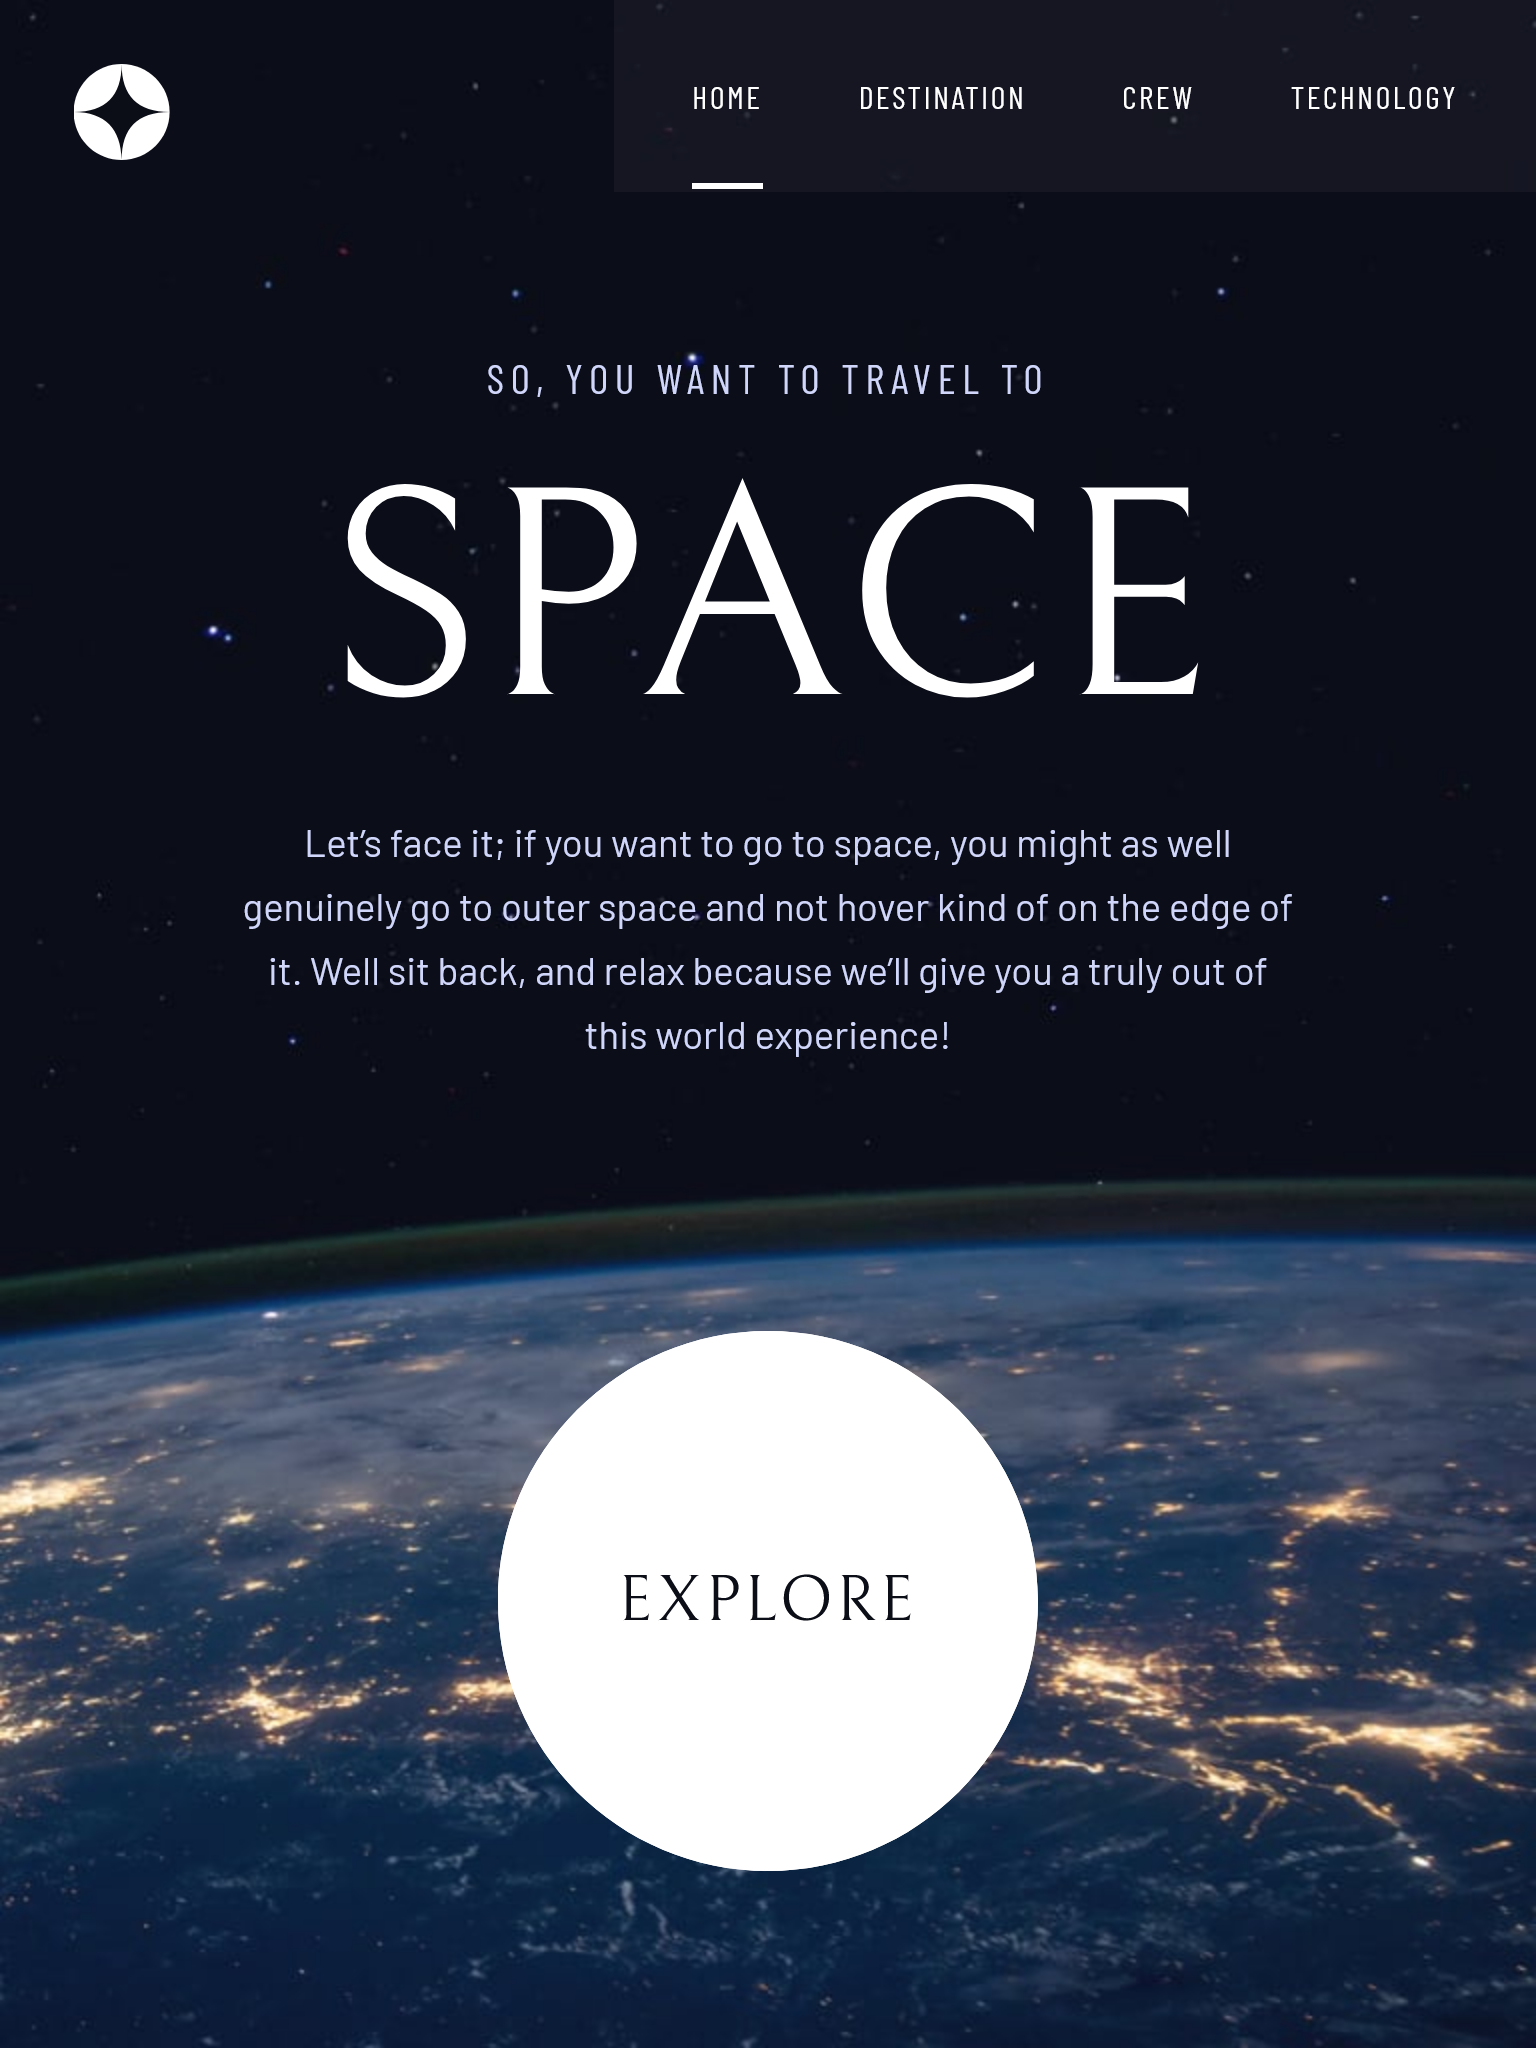 HOME DESTINATION CREW TECHNOLOGY
SO, YOU WANT TO TRAVEL TO
SPACE
Let’s face it; if you want to go to space, you might as well
genuinely go to outer space and not hover kind of on the edge of
it. Well sit back, and relax because we’ll give you a truly out of
this world experience!
EXPLORE